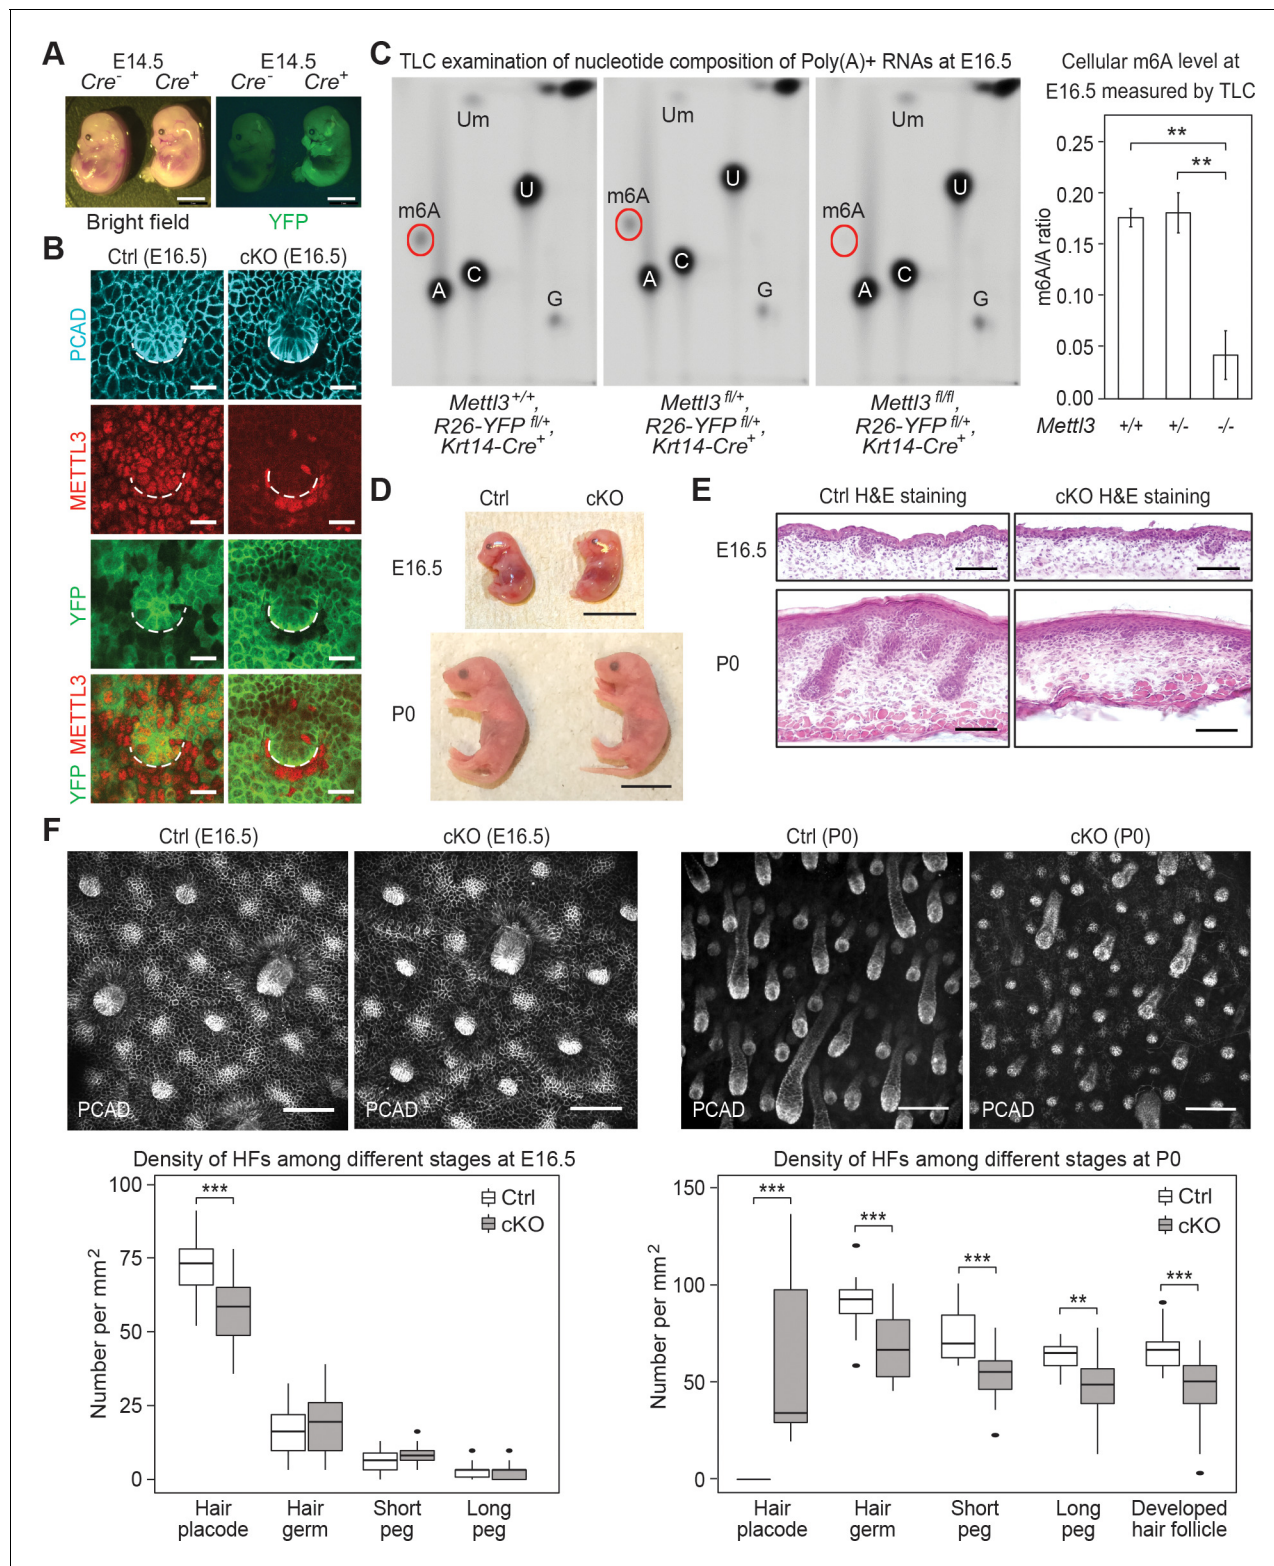 A
E14.5
Cre- Cre+
E14.5
Cre- Cre+
Bright field
YFP
B
Ctrl (E16.5)
cKO (E16.5)
PCAD
METTL3
YFP
YFP METTL3
C
TLC examination of nucleotide composition of Poly(A)+ RNAs at E16.5
Um
m6A
U
A
C
G
Um
m6A
U
A
C
G
Um
m6A
U
A
C
G
Mettl3+/+,
R26-YFP fl/+,
Krt14-Cre+
Mettl3 fl/+,
R26-YFP fl/+,
Krt14-Cre+
Mettl3 fl/fl,
R26-YFP fl/+,
Krt14-Cre+
Cellular m6A level at
E16.5 measured by TLC
m6A/A ratio
0.25
0.20
0.15
0.10
0.05
0.00
**
**
Mettl3 +/+ +/- -/-
D
Ctrl
cKO
E16.5
P0
E
Ctrl H&E staining
cKO H&E staining
E16.5
P0
F
Ctrl (E16.5)
cKO (E16.5)
Ctrl (P0)
cKO (P0)
PCAD
PCAD
PCAD
PCAD
Density of HFs among different stages at E16.5
Number per mm2
100
75
50
25
0
***
Ctrl
cKO
Hair
placode
Hair
germ
Short
peg
Long
peg
Density of HFs among different stages at P0
Number per mm2
150
100
50
0
***
***
***
**
***
Ctrl
cKO
Hair
placode
Hair
germ
Short
peg
Long
peg
Developed
hair follicle